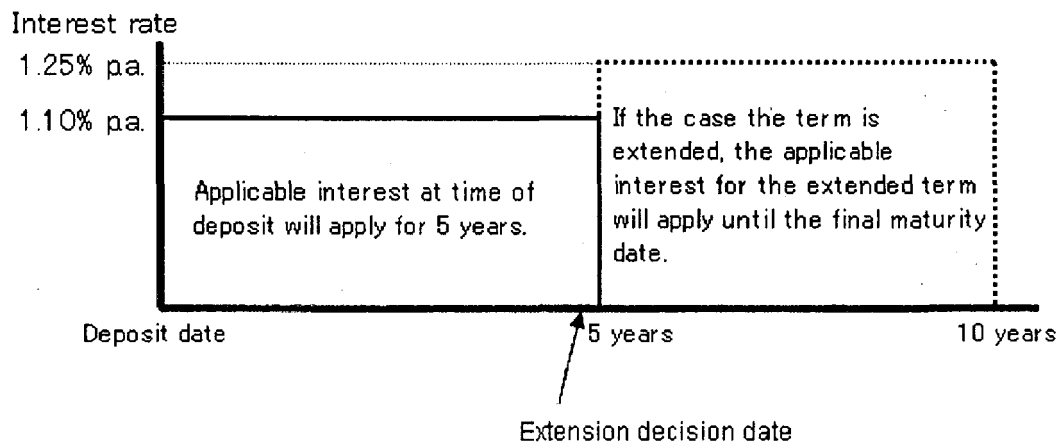 Interest rate
1.25% p.a.
1.10% p.a.
Applicable interest at time of
deposit will apply for 5 years.
If the case the term is
extended, the applicable
interest for the extended term
will apply until the final maturity
date.
Deposit date
5 years
10 years
Extension decision date